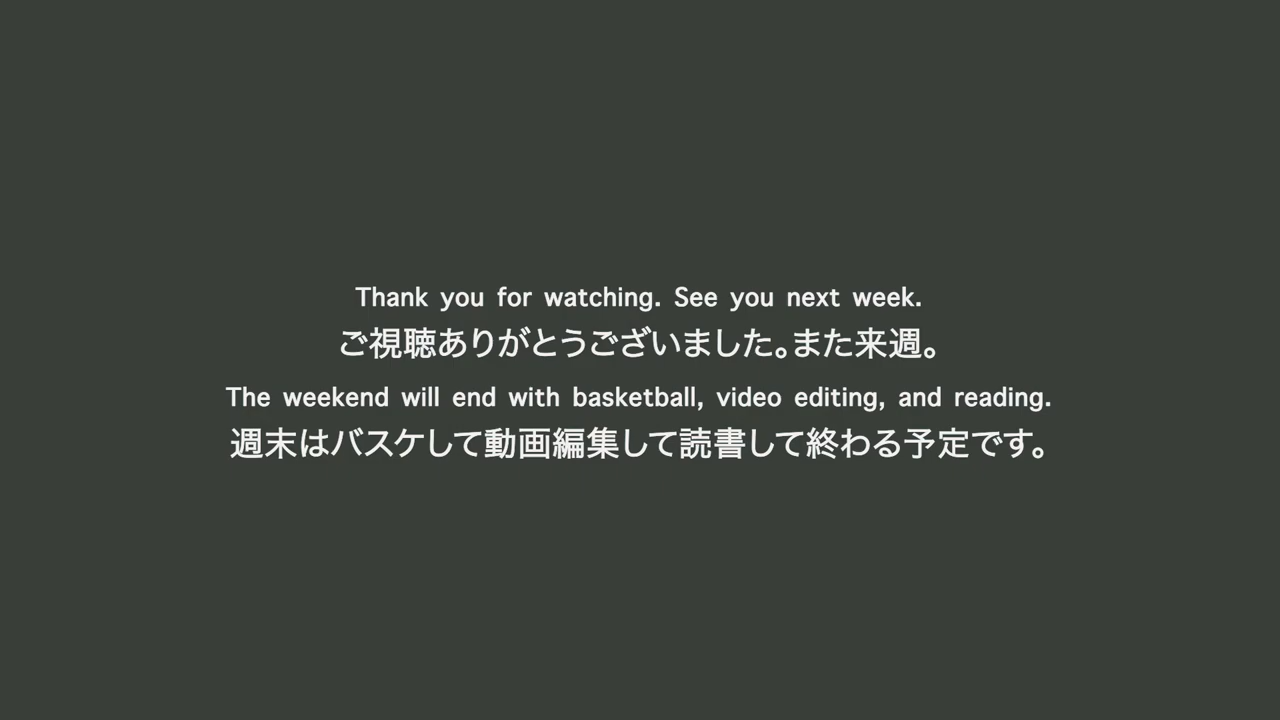 Thank you for watching. See you next week.
ご視聴ありがとうございました。また来週。
The weekend will end with basketball, video editing, and reading.
週末はバスケして動画編集して読書して終わる予定です。